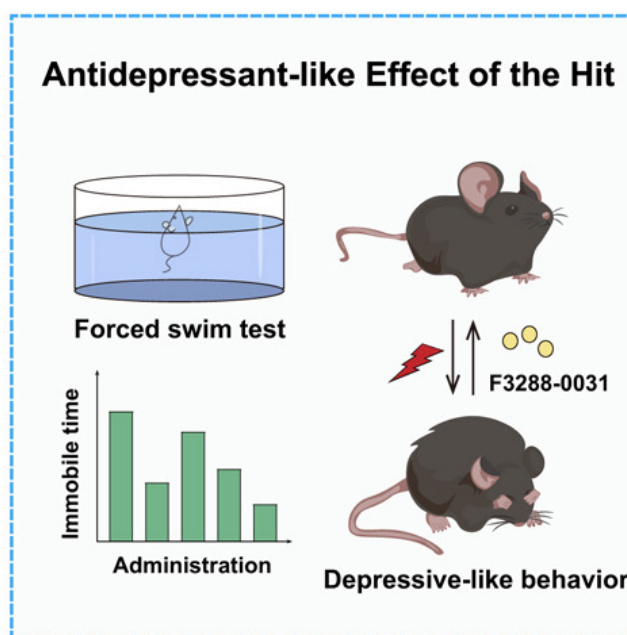 Antidepressant-like Effect of the Hit
Forced swim test
F3288-0031
Immobile time
Administration
Depressive-like behavior